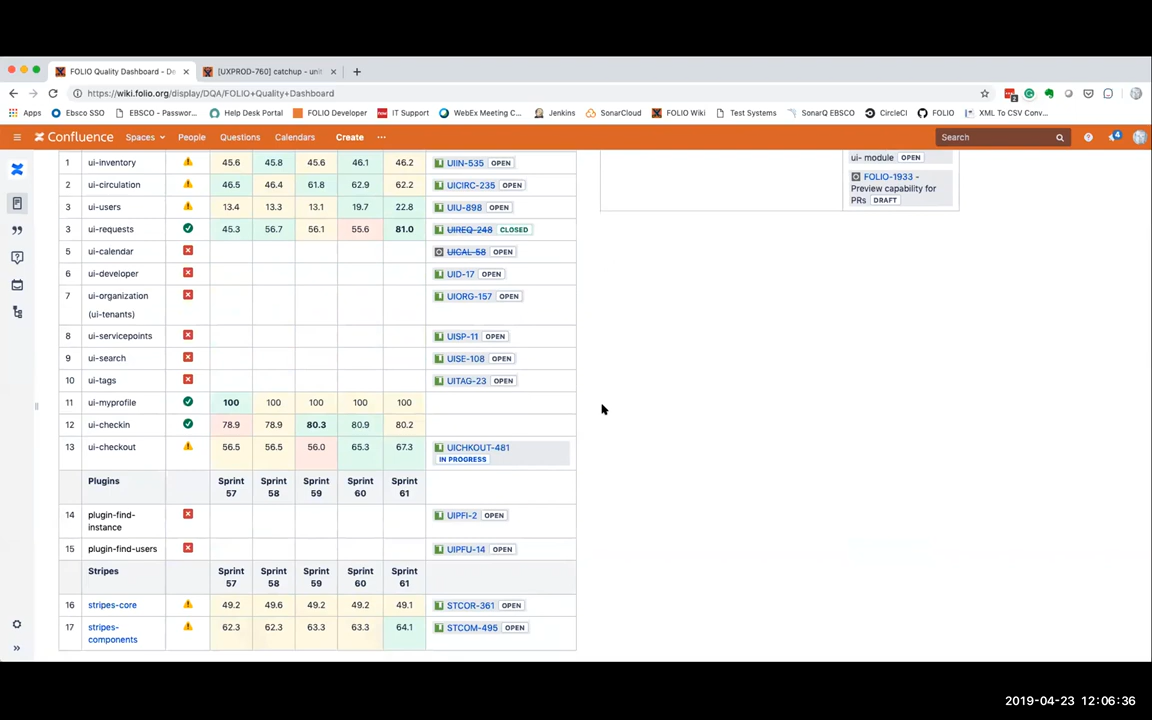 FOLIO Quality Dashboard - De
[UXPROD-760] catchup - unit
https://wiki.folio.org/display/DQA/FOLIO+Quality+Dashboard
Apps Ebsco SSO EBSCO - Passwor... Help Desk Portal FOLIO Developer IT Support WebEx Meeting C... Jenkins SonarCloud FOLIO Wiki Test Systems SonarQ EBSCO CircleCI FOLIO XML To CSV Conv...
Confluence Spaces People Questions Calendars Create ... Search 4
1 ui-inventory 45.6 45.8 45.6 46.1 46.2 UIIN-535 OPEN
2 ui-circulation 46.5 46.4 61.8 62.9 62.2 UICIRC-235 OPEN
3 ui-users 13.4 13.3 13.1 19.7 22.8 UIU-898 OPEN
3 ui-requests 45.3 56.7 56.1 55.6 81.0 UIREQ-248 CLOSED
5 ui-calendar UICAL-58 OPEN
6 ui-developer UID-17 OPEN
7 ui-organization UIORG-157 OPEN
(ui-tenants)
8 ui-servicepoints UISP-11 OPEN
9 ui-search UISE-108 OPEN
10 ui-tags UITAG-23 OPEN
11 ui-myprofile 100 100 100 100 100
12 ui-checkin 78.9 78.9 80.3 80.9 80.2
13 ui-checkout 56.5 56.5 56.0 65.3 67.3 UICHKOUT-481
IN PROGRESS
Plugins Sprint Sprint Sprint Sprint Sprint
57 58 59 60 61
14 plugin-find- UIPFI-2 OPEN
instance
15 plugin-find-users UIPFU-14 OPEN
Stripes Sprint Sprint Sprint Sprint Sprint
57 58 59 60 61
16 stripes-core 49.2 49.6 49.2 49.2 49.1 STCOR-361 OPEN
17 stripes- 62.3 62.3 63.3 63.3 64.1 STCOM-495 OPEN
components
ui- module OPEN
FOLIO-1933 -
Preview capability for
PRs DRAFT
2019-04-23 12:06:36